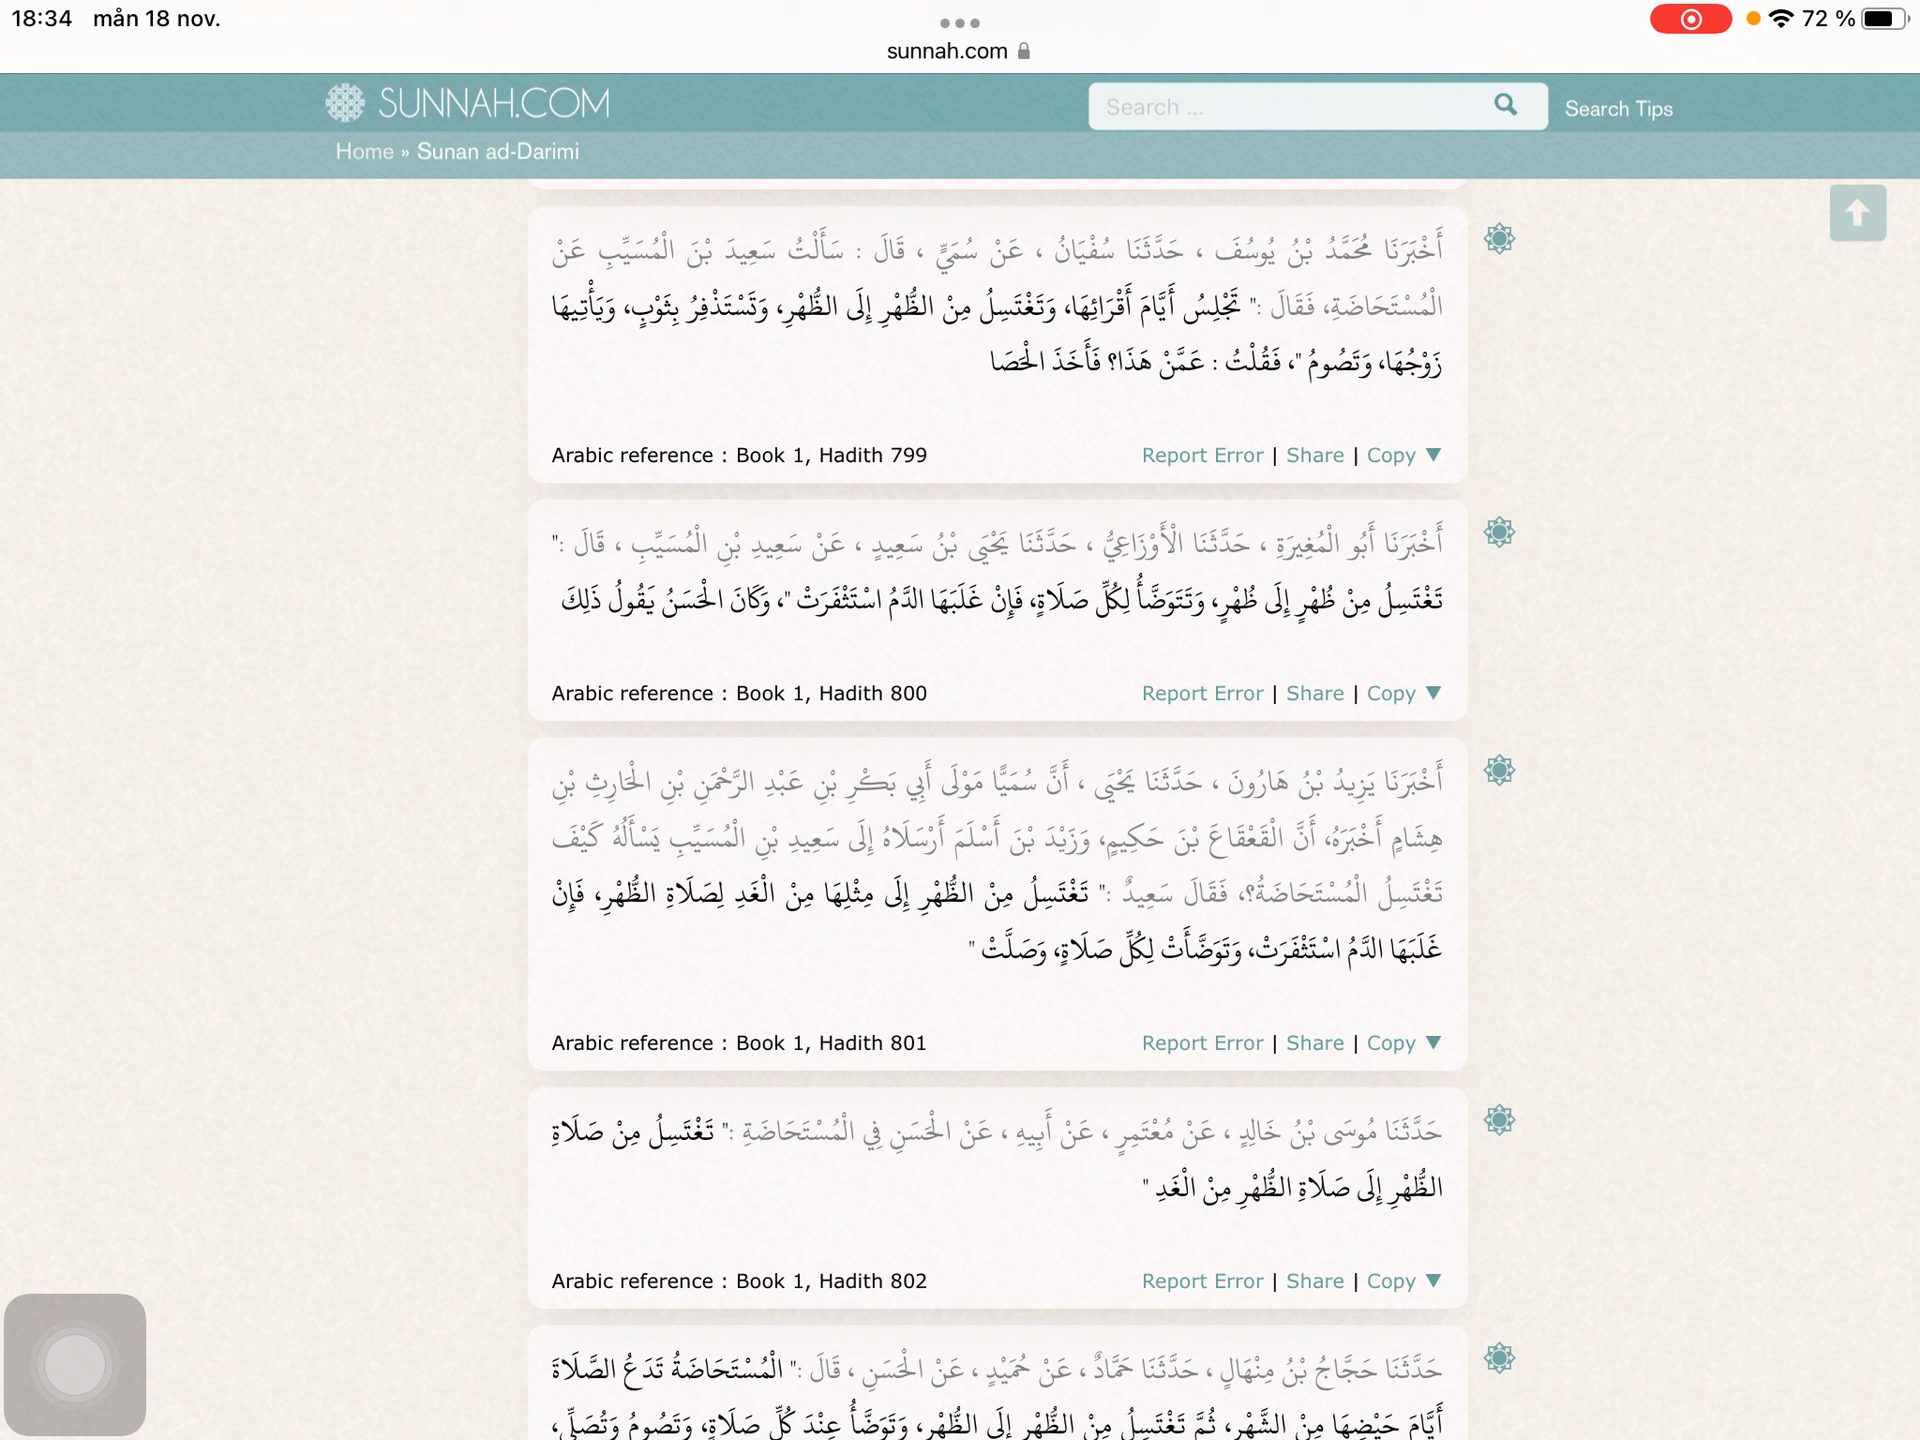 18:34 mån 18 nov.
72 %
sunnah.com
SUNNAH.COM
Search ...
Search Tips
Home » Sunan ad-Darimi
أَخْبَرَنَا مُحَمَّدُ بْنُ يُوسُفَ ، حَدَّثَنَا سُفْيَانُ ، عَنْ سُمَيٍّ ، قَالَ : سَأَلْتُ سَعِيدَ بْنَ الْمُسَيِّبِ عَنْ
الْمُسْتَحَاضَةِ، فَقَالَ :" تَجْلِسُ أَيَّامَ أَقْرَائِهَا، وَتَغْتَسِلُ مِنْ الظُّهْرِ إِلَى الظُّهْرِ، وَتَسْتَذْفِرُ بِثَوْبٍ، وَيَأْتِيهَا
زَوْجُهَا، وَتَصُومُ "، فَقُلْتُ : عَمَّنْ هَذَا؟ فَأَخَذَ الْحَصَا
Arabic reference : Book 1, Hadith 799
Report Error | Share | Copy ▼
أَخْبَرَنَا أَبُو الْمُغِيرَةِ ، حَدَّثَنَا الْأَوْزَاعِيُّ ، حَدَّثَنَا يَحْيَى بْنُ سَعِيدٍ ، عَنْ سَعِيدِ بْنِ الْمُسَيِّبِ ، قَالَ :"
تَغْتَسِلُ مِنْ ظُهْرٍ إِلَى ظُهْرٍ، وَتَتَوَضَّأُ لِكُلِّ صَلَاةٍ، فَإِنْ غَلَبَهَا الدَّمُ اسْتَثْفَرَتْ "، وَكَانَ الْحَسَنُ يَقُولُ ذَلِكَ
Arabic reference : Book 1, Hadith 800
Report Error | Share | Copy ▼
أَخْبَرَنَا يَزِيدُ بْنُ هَارُونَ ، حَدَّثَنَا يَحْيَى ، أَنَّ سُمَيًّا مَوْلَى أَبِي بَكْرِ بْنِ عَبْدِ الرَّحْمَنِ بْنِ الْحَارِثِ بْنِ
هِشَامٍ أَخْبَرَهُ، أَنَّ الْقَعْقَاعَ بْنَ حَكِيمٍ، وَزَيْدَ بْنَ أَسْلَمَ أَرْسَلَاهُ إِلَى سَعِيدِ بْنِ الْمُسَيِّبِ يَسْأَلُهُ كَيْفَ
تَغْتَسِلُ الْمُسْتَحَاضَةُ؟، فَقَالَ سَعِيدٌ :" تَغْتَسِلُ مِنْ الظُّهْرِ إِلَى مِثْلِهَا مِنْ الْغَدِ لِصَلَاةِ الظُّهْرِ، فَإِنْ
غَلَبَهَا الدَّمُ اسْتَثْفَرَتْ، وَتَوَضَّأَتْ لِكُلِّ صَلَاةٍ، وَصَلَّتْ "
Arabic reference : Book 1, Hadith 801
Report Error | Share | Copy ▼
حَدَّثَنَا مُوسَى بْنُ خَالِدٍ ، عَنْ مُعْتَمِرٍ ، عَنْ أَبِيهِ ، عَنْ الْحَسَنِ فِي الْمُسْتَحَاضَةِ :" تَغْتَسِلُ مِنْ صَلَاةِ
الظُّهْرِ إِلَى صَلَاةِ الظُّهْرِ مِنْ الْغَدِ "
Arabic reference : Book 1, Hadith 802
Report Error | Share | Copy ▼
حَدَّثَنَا حَجَّاجُ بْنُ مِنْهَالٍ ، حَدَّثَنَا حَمَّادٌ ، عَنْ حُمَيْدٍ ، عَنْ الْحَسَنِ ، قَالَ :" الْمُسْتَحَاضَةُ تَدَعُ الصَّلَاةَ
أَيَّامَ حَيْضِهَا مِنْ الشَّهْرِ، ثُمَّ تَغْتَسِلُ مِنْ الظُّهْرِ إِلَى الظُّهْرِ، وَتَوَضَّأُ عِنْدَ كُلِّ صَلَاةٍ، وَتَصُومُ وَتُصَلِّي،